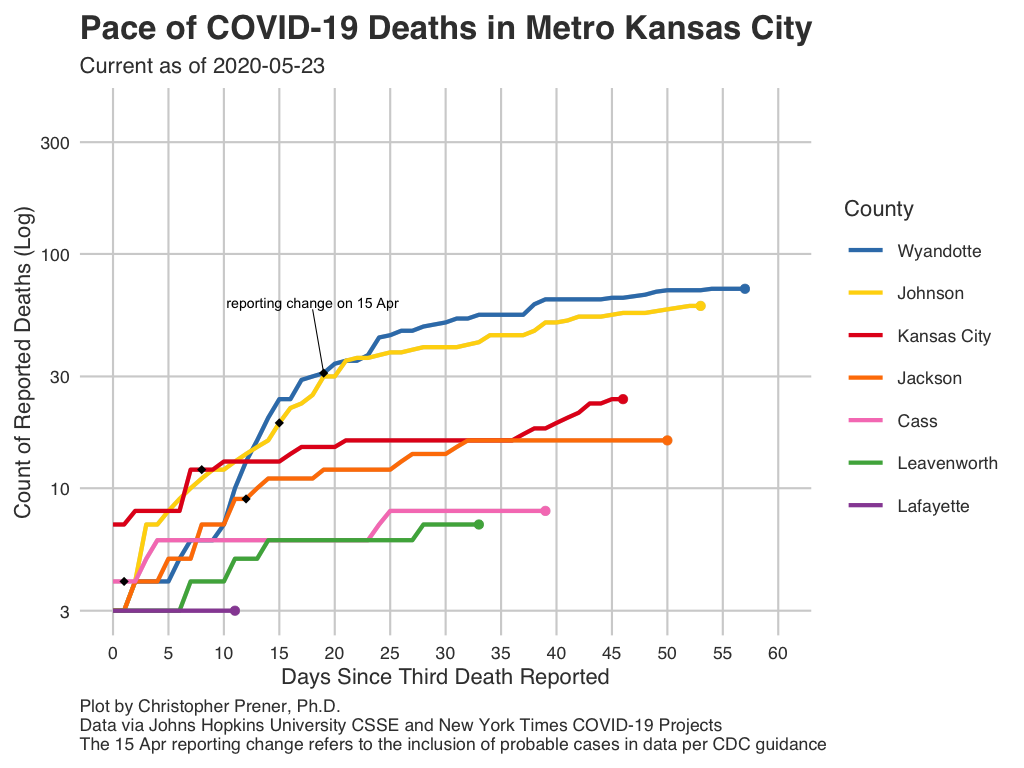 Pace of COVID-19 Deaths in Metro Kansas City
Current as of 2020-05-23
Count of Reported Deaths (Log)
300
100
30
10
3
reporting change on 15 Apr
0 5 10 15 20 25 30 35 40 45 50 55 60
Days Since Third Death Reported
County
Wyandotte
Johnson
Kansas City
Jackson
Cass
Leavenworth
Lafayette
Plot by Christopher Prener, Ph.D.
Data via Johns Hopkins University CSSE and New York Times COVID-19 Projects
The 15 Apr reporting change refers to the inclusion of probable cases in data per CDC guidance